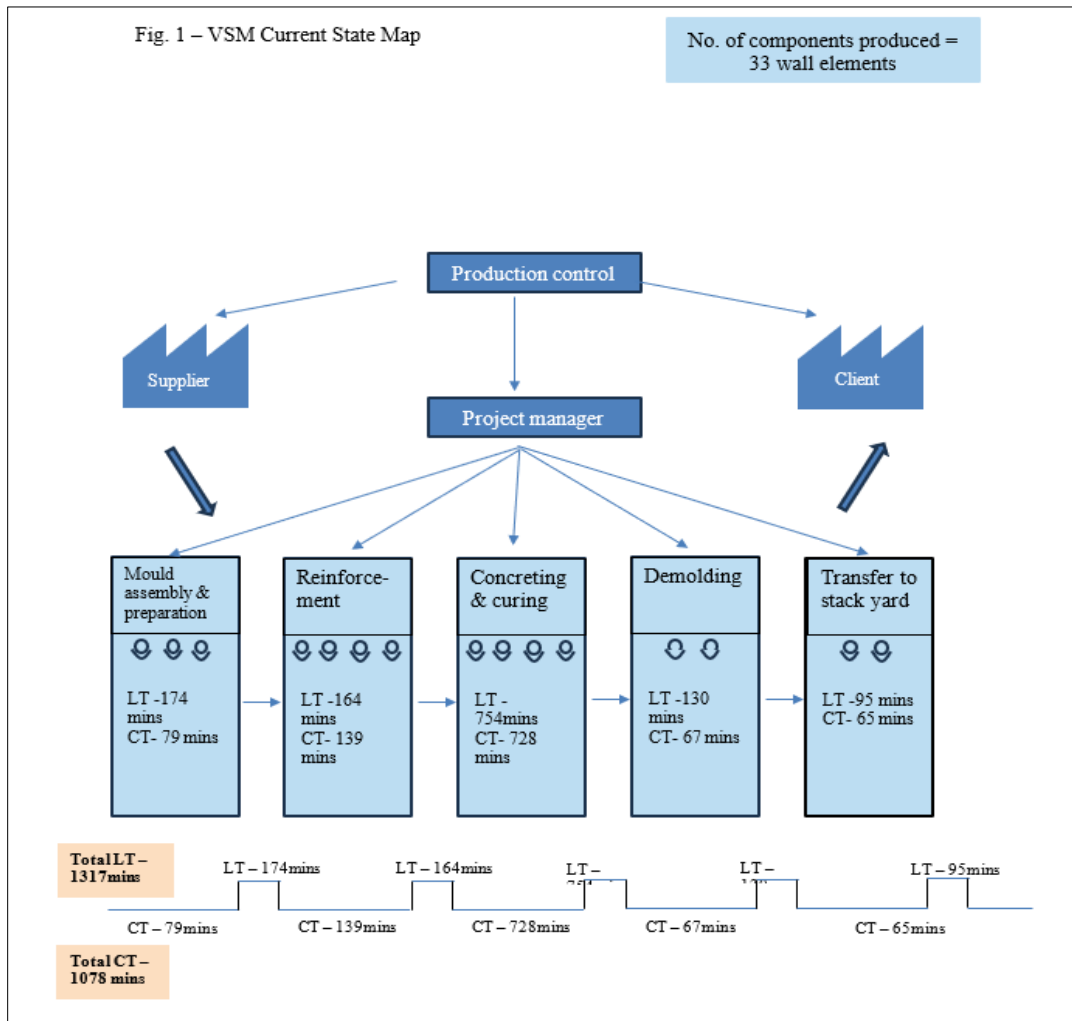 Fig. 1 – VSM Current State Map
No. of components produced =
33 wall elements
Production control
Supplier
Client
Project manager
Mould
assembly &
preparation
LT -174
mins
CT- 79 mins
Reinforce-
ment
LT -164
mins
CT- 139
mins
Concreting
& curing
LT -
754mins
CT- 728
mins
Demolding
LT -130
mins
CT- 67 mins
Transfer to
stack yard
LT -95 mins
CT- 65 mins
Total LT –
1317mins
LT – 174mins
LT – 164mins
LT –
LT –
LT – 95mins
CT – 79mins
CT – 139mins
CT – 728mins
CT – 67mins
CT – 65mins
Total CT –
1078 mins